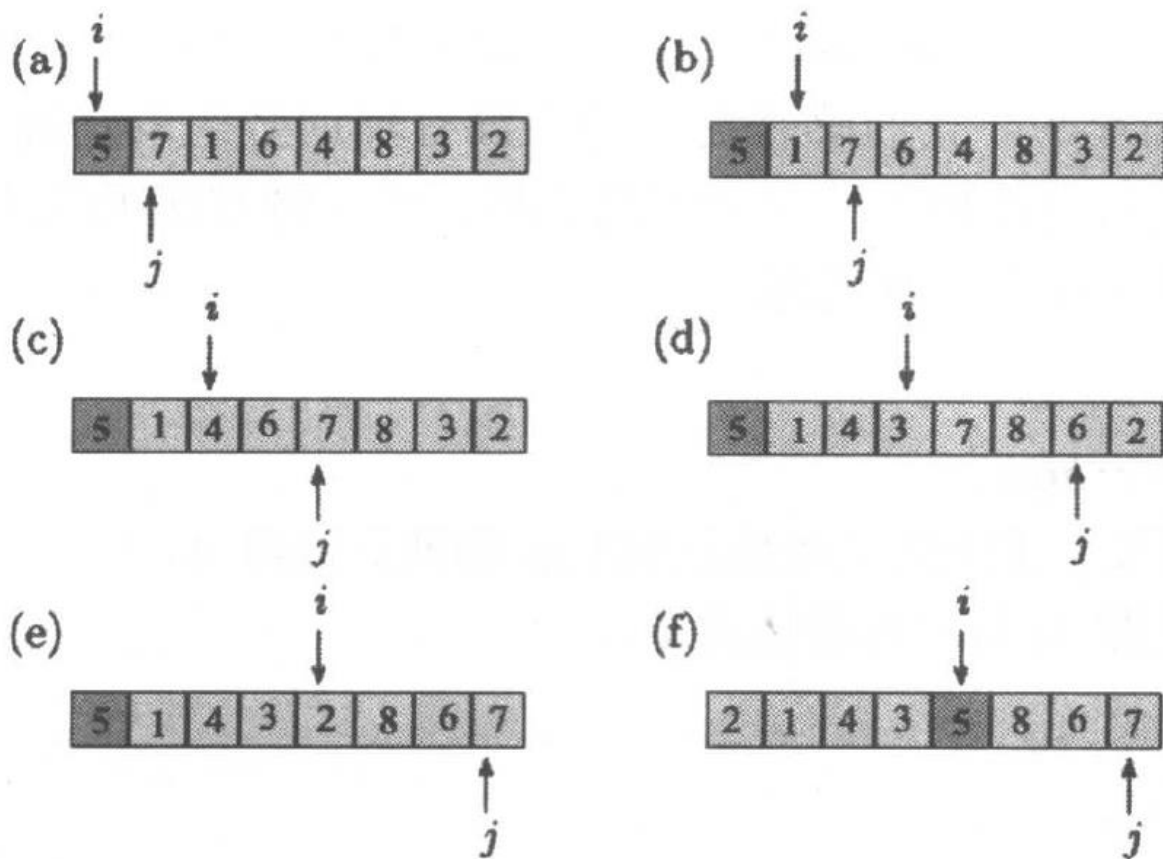 i
i
(a)
(b)
5 7 1 6 4 8 3 2
5 1 7 6 4 8 3 2
j
j
i
i
(c)
(d)
5 1 4 6 7 8 3 2
5 1 4 3 7 8 6 2
j
j
i
i
(e)
(f)
5 1 4 3 2 8 6 7
2 1 4 3 5 8 6 7
j
j